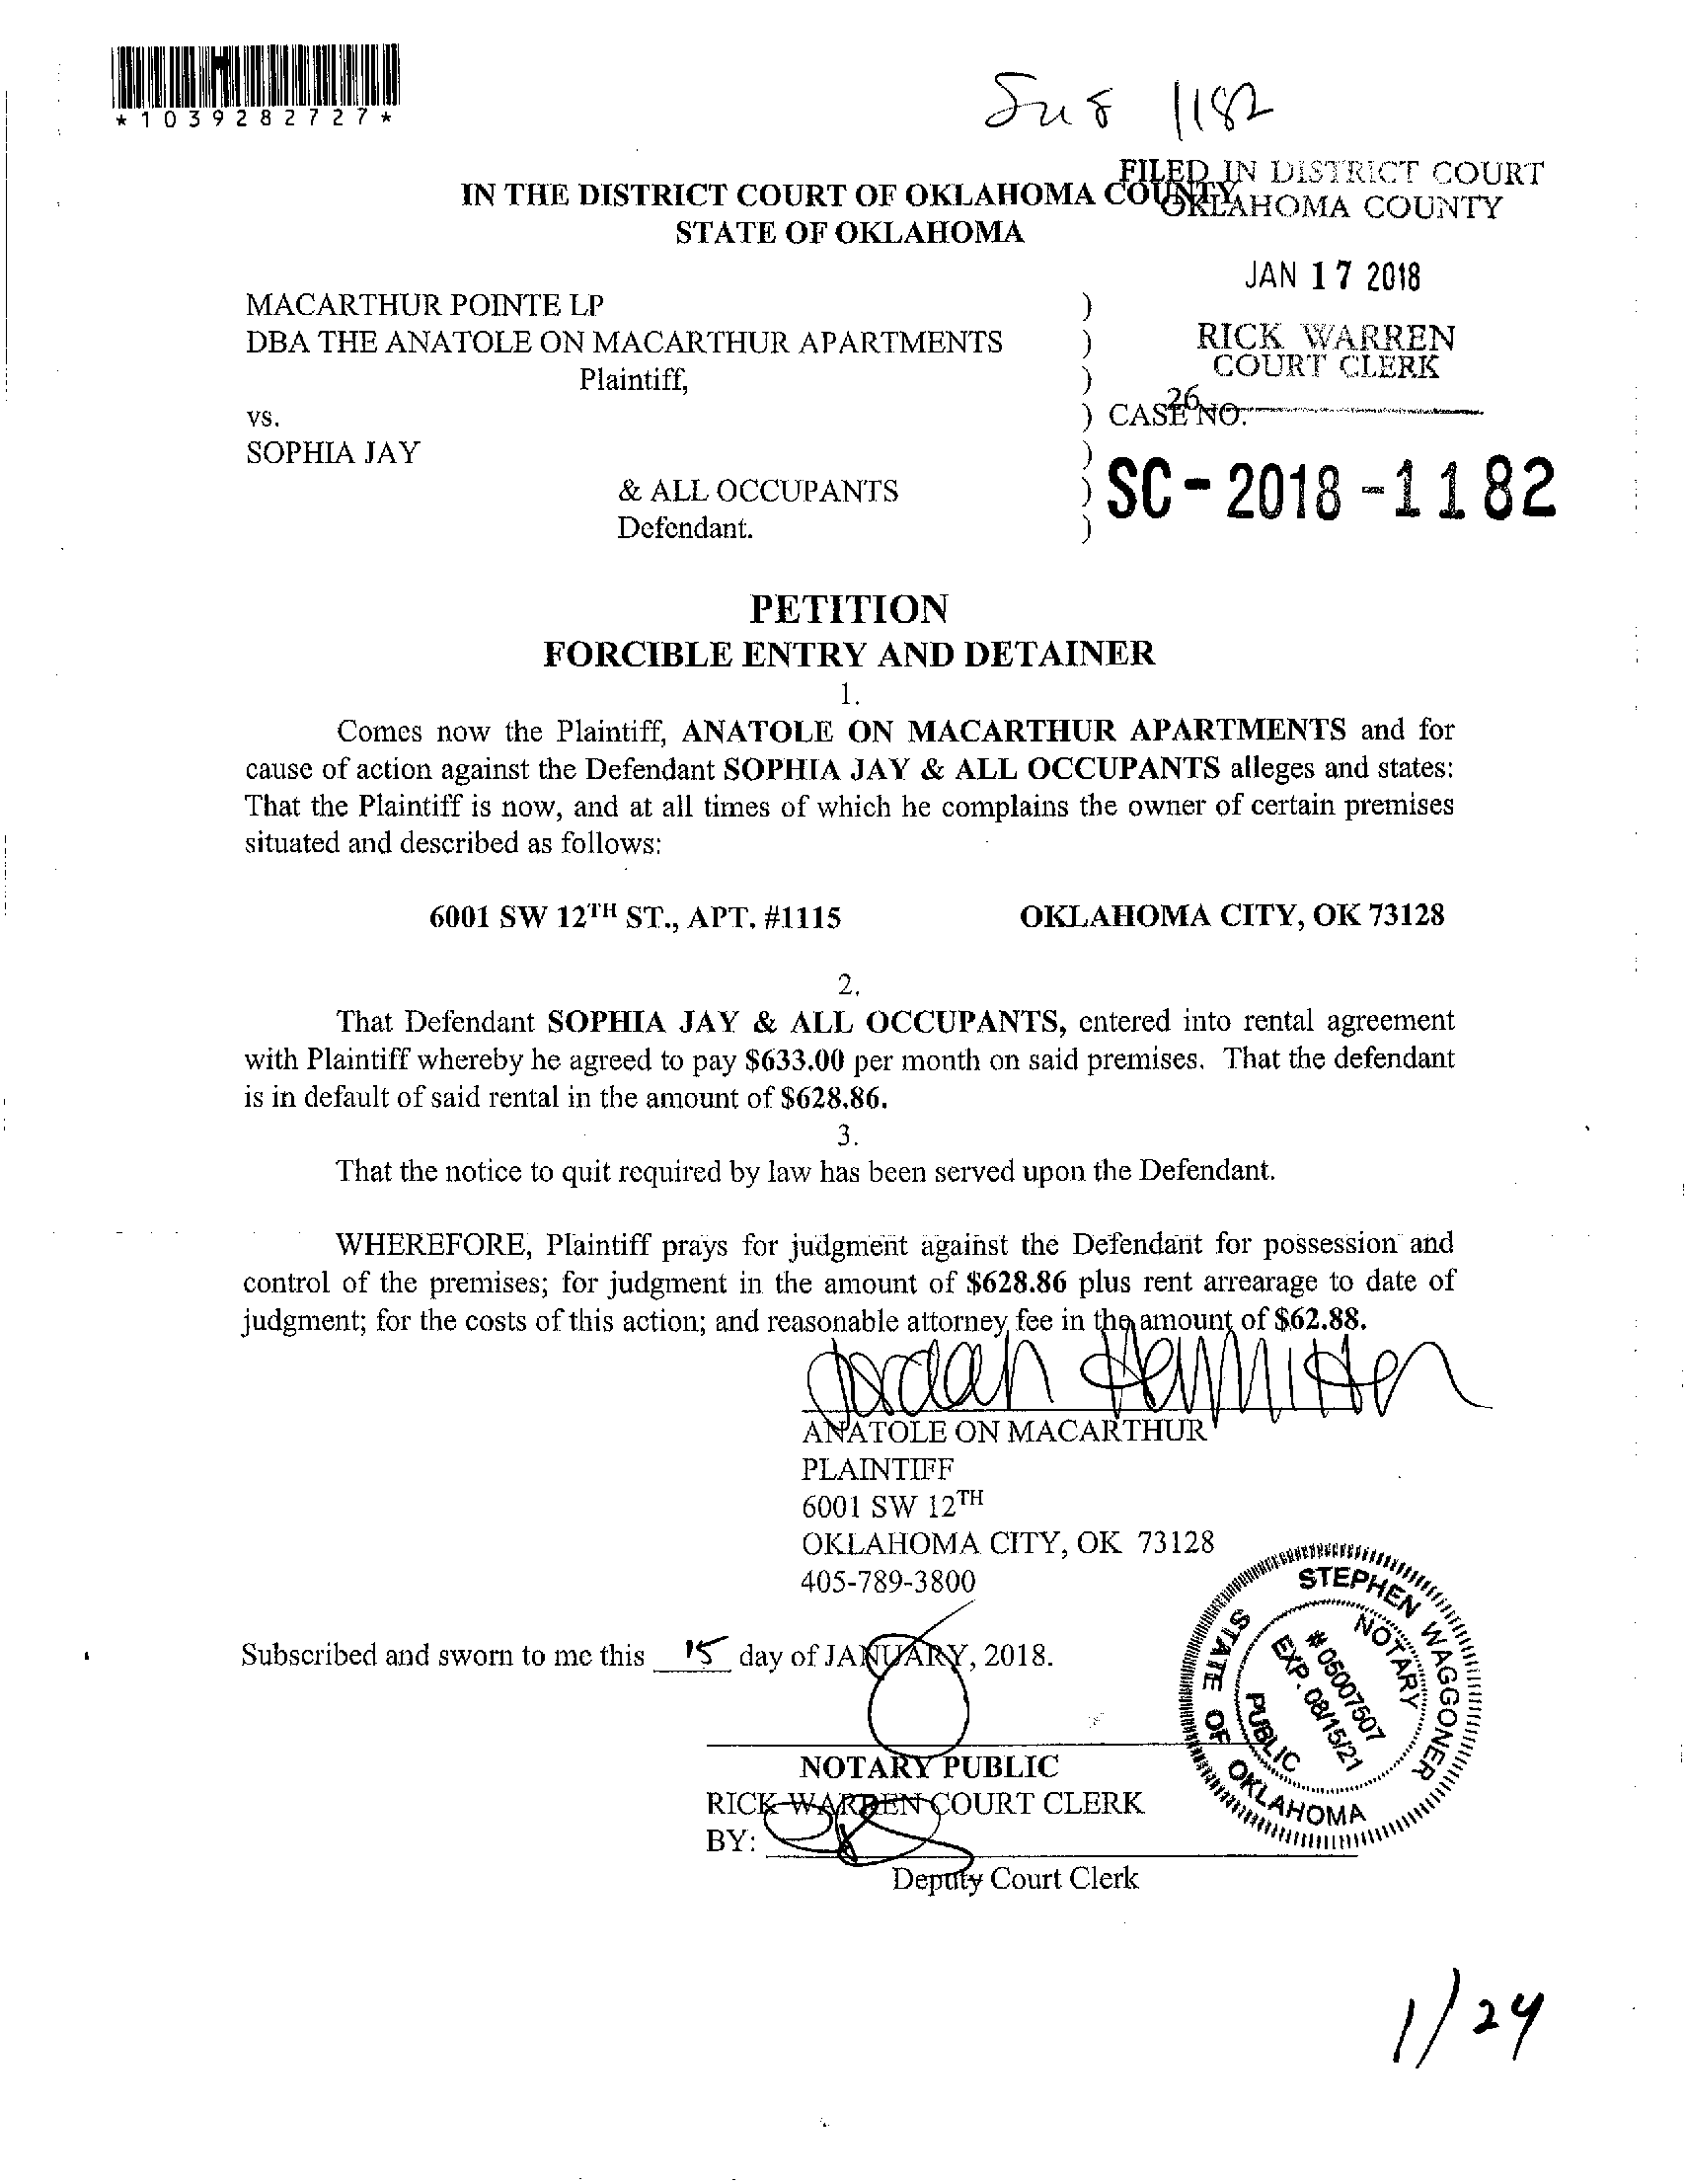 *1039282727*
1182
FILED IN DISTRICT COURT
OKLAHOMA COUNTY
IN THE DISTRICT COURT OF OKLAHOMA COUNTY
STATE OF OKLAHOMA
JAN 17 2018
MACARTHUR POINTE LP )
DBA THE ANATOLE ON MACARTHUR APARTMENTS )
RICK WARREN
COURT CLERK
Plaintiff, )
26
vs. ) CASE NO.
SOPHIA JAY )
& ALL OCCUPANTS ) SC-2018-1182
Defendant. )
PETITION
FORCIBLE ENTRY AND DETAINER
1.
Comes now the Plaintiff, ANATOLE ON MACARTHUR APARTMENTS and for
cause of action against the Defendant SOPHIA JAY & ALL OCCUPANTS alleges and states:
That the Plaintiff is now, and at all times of which he complains the owner of certain premises
situated and described as follows:
6001 SW 12TH ST., APT. #1115 OKLAHOMA CITY, OK 73128
2.
That Defendant SOPHIA JAY & ALL OCCUPANTS, entered into rental agreement
with Plaintiff whereby he agreed to pay $633.00 per month on said premises. That the defendant
is in default of said rental in the amount of $628.86.
3.
That the notice to quit required by law has been served upon the Defendant.
WHEREFORE, Plaintiff prays for judgment against the Defendant for possession and
control of the premises; for judgment in the amount of $628.86 plus rent arrearage to date of
judgment; for the costs of this action; and reasonable attorney fee in the amount of $62.88.
Jordan Hamilton
ANATOLE ON MACARTHUR
PLAINTIFF
6001 SW 12TH
OKLAHOMA CITY, OK 73128
405-789-3800
Subscribed and sworn to me this 15 day of JANUARY, 2018.
STEPHEN WAGGONER
NOTARY
# 05007507
EXP. 08/15/21
PUBLIC
STATE OF OKLAHOMA
NOTARY PUBLIC
RICK WARREN COURT CLERK
BY:
Deputy Court Clerk
1/24